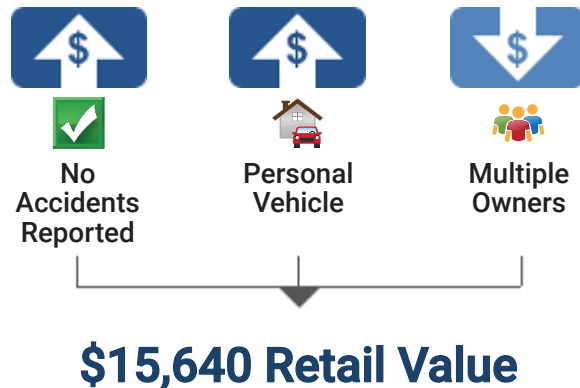 $ $ $
No
Accidents
Reported
Personal
Vehicle
Multiple
Owners
$15,640 Retail Value